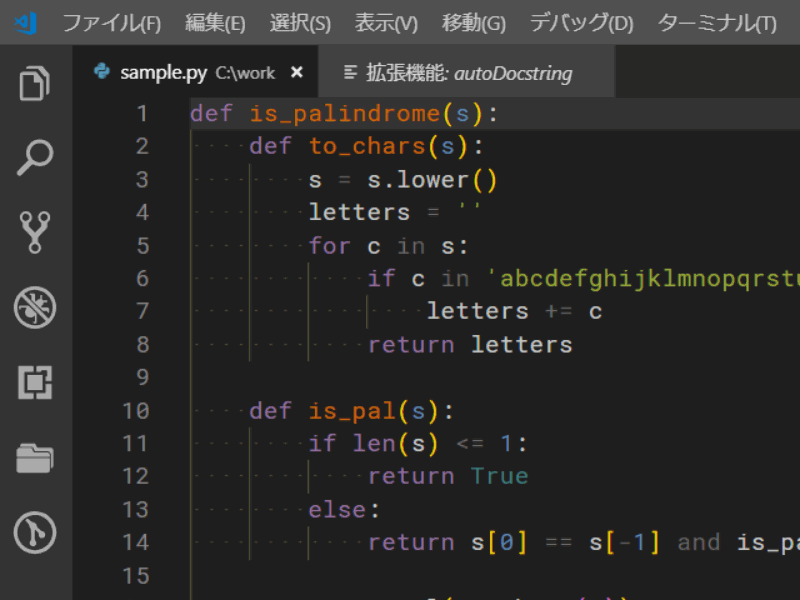 ファイル(F) 編集(E) 選択(S) 表示(V) 移動(G) デバッグ(D) ターミナル(T)
sample.py C:\work × 拡張機能: autoDocstring
1 def is_palindrome(s):
2 def to_chars(s):
3 s = s.lower()
4 letters = ''
5 for c in s:
6 if c in 'abcdefghijklmnopqrstu
7 letters += c
8 return letters
9
10 def is_pal(s):
11 if len(s) <= 1:
12 return True
13 else:
14 return s[0] == s[-1] and is_pa
15